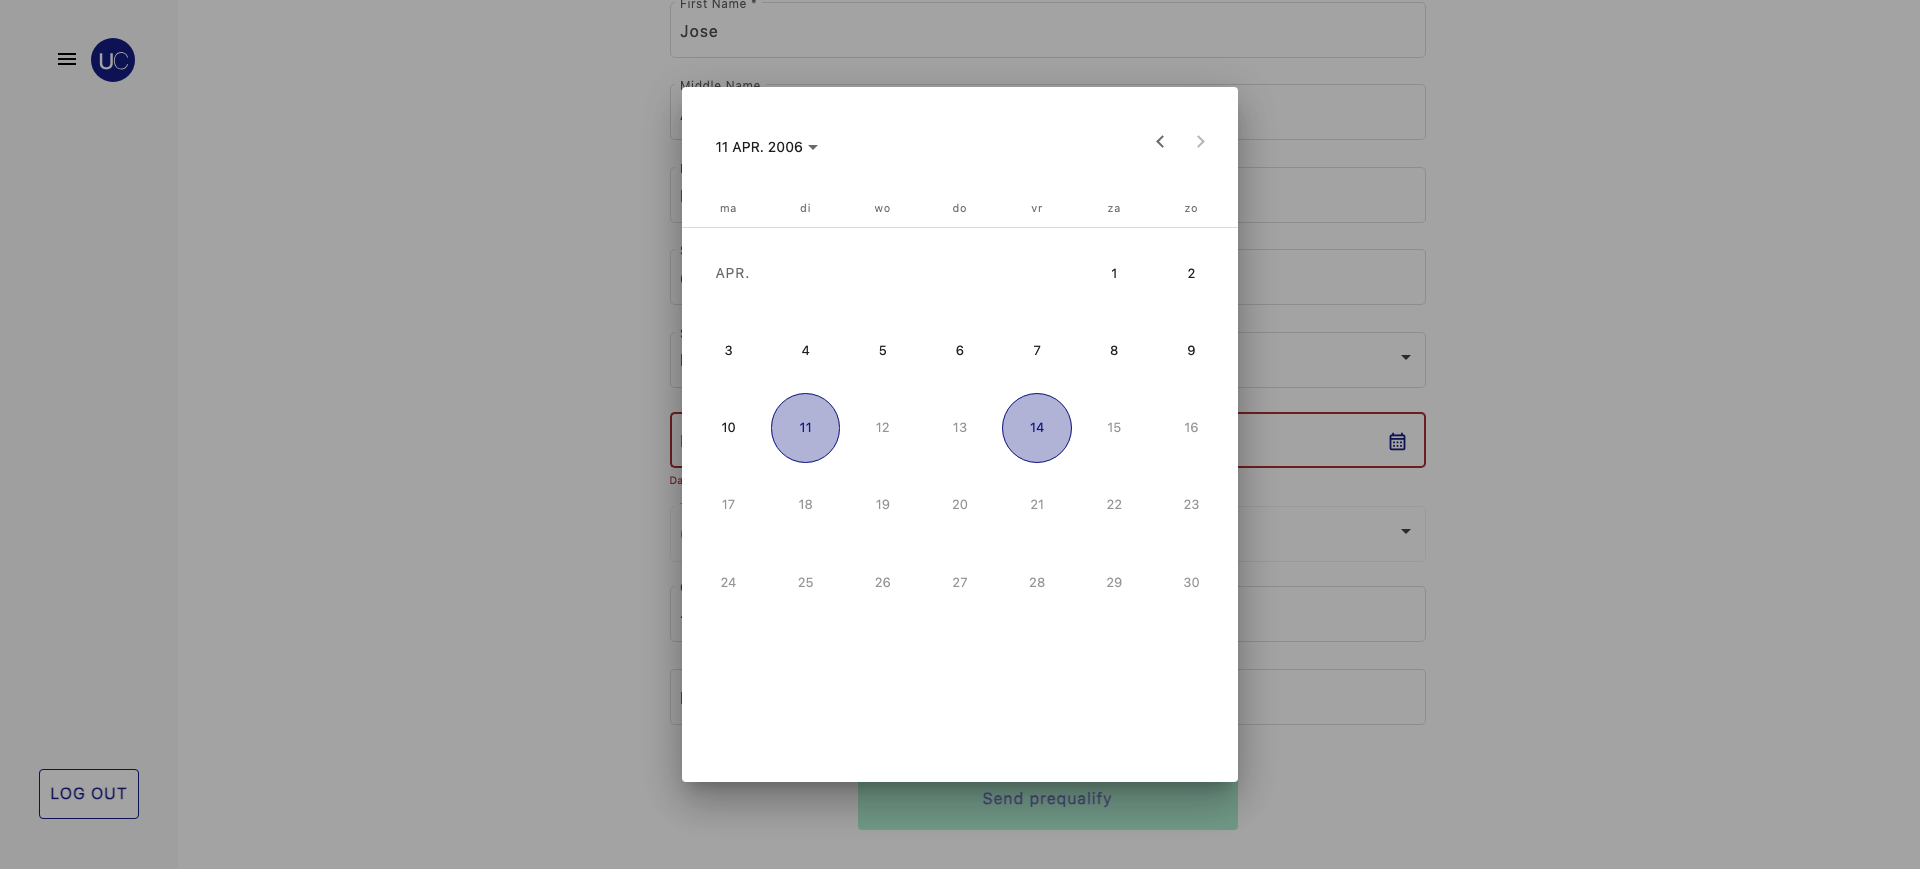 First Name *
Jose
UC
Middle Name
11 APR. 2006
ma di wo do vr za zo
APR. 1 2
3 4 5 6 7 8 9
10 11 12 13 14 15 16
17 18 19 20 21 22 23
24 25 26 27 28 29 30
LOG OUT
Send prequalify